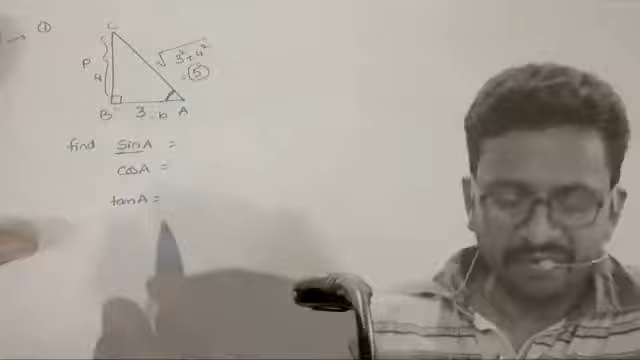 → ①
C
P
4
√3²+4²
= 5
B
3 = b
A
find sinA =
cosA =
tanA =